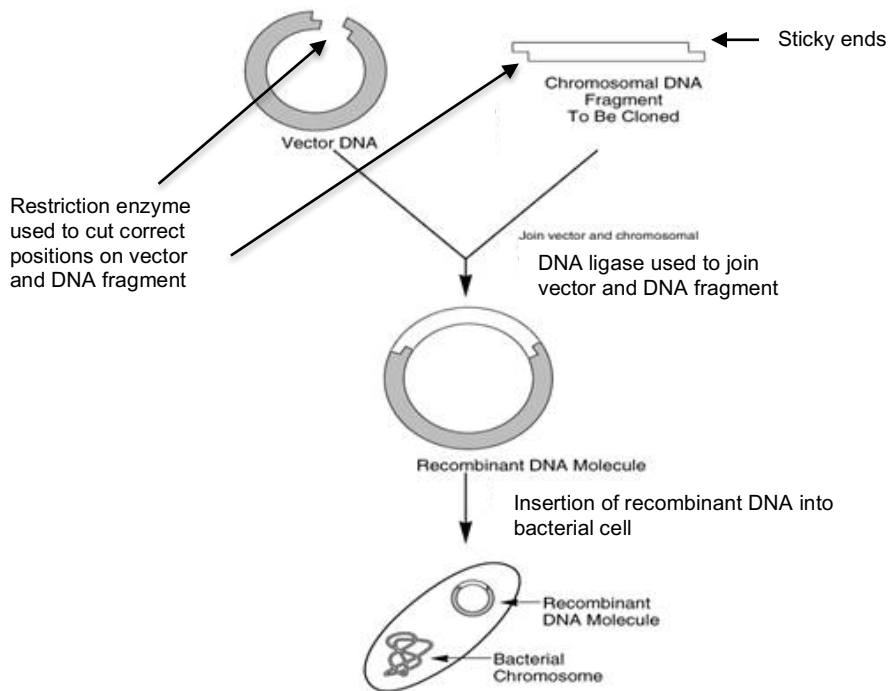 Sticky ends
Chromosomal DNA
Fragment
To Be Cloned
Vector DNA
Restriction enzyme
used to cut correct
positions on vector
and DNA fragment
Join vector and chromosomal
DNA ligase used to join
vector and DNA fragment
Recombinant DNA Molecule
Insertion of recombinant DNA into
bacterial cell
Recombinant
DNA Molecule
Bacterial
Chromosome